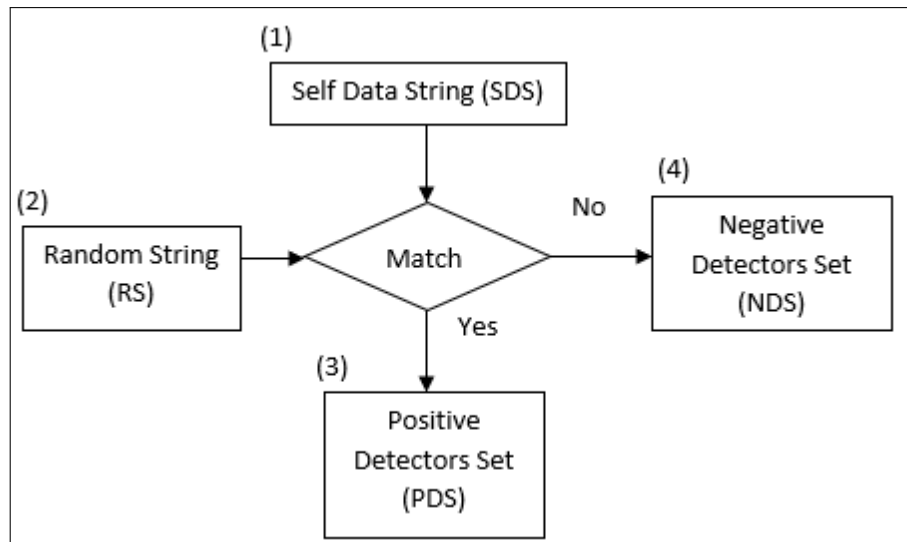 (1)
Self Data String (SDS)
(2)
Random String
(RS)
Match
No
(4)
Negative
Detectors Set
(NDS)
Yes
(3)
Positive
Detectors Set
(PDS)